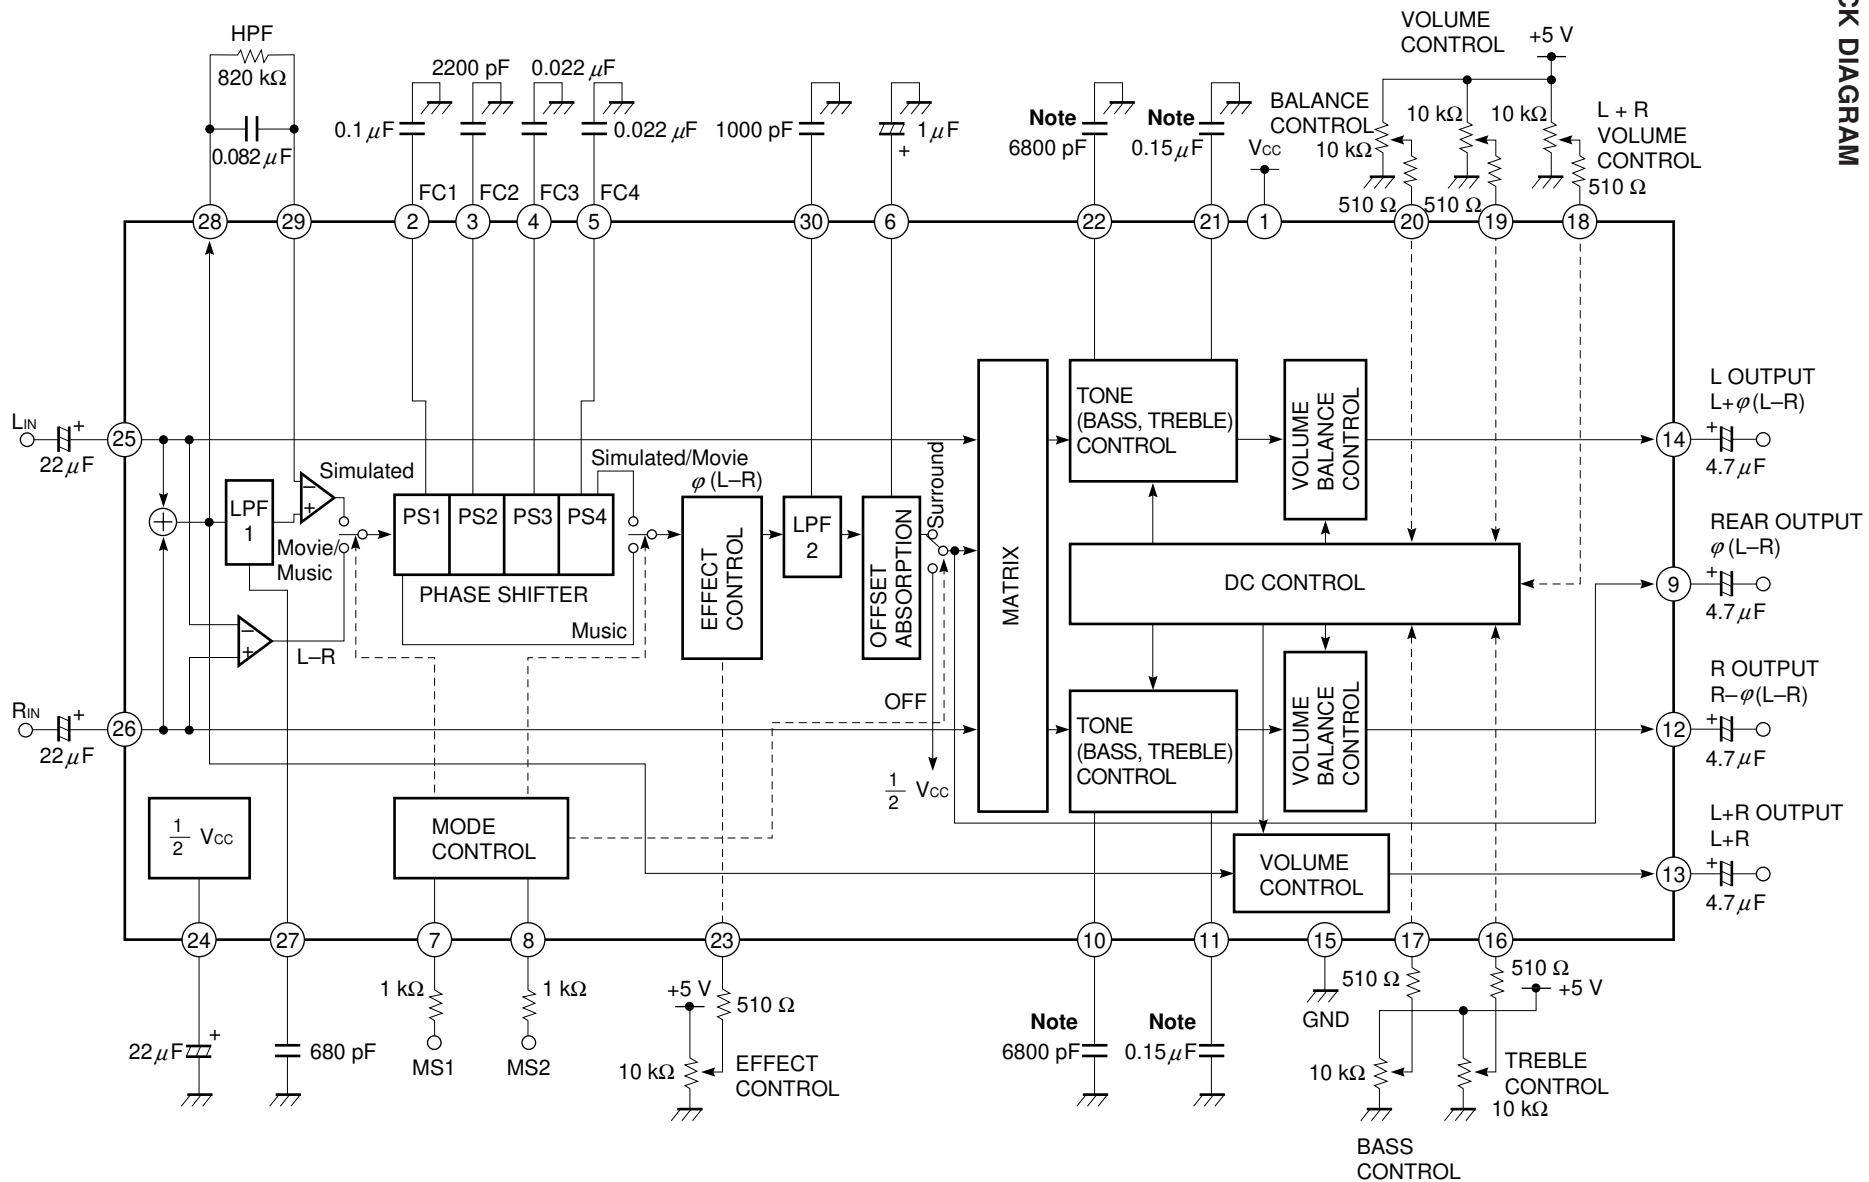 CK DIAGRAM
HPF
820 kΩ
0.082 μF
2200 pF
0.022 μF
0.1 μF
0.022 μF
FC1
FC2
FC3
FC4
1000 pF
1 μF
+
Note
6800 pF
Note
0.15 μF
VCC
VOLUME
CONTROL
+5 V
BALANCE
CONTROL
10 kΩ
10 kΩ
10 kΩ
L + R
VOLUME
CONTROL
510 Ω
510 Ω
510 Ω
28
29
2
3
4
5
30
6
22
21
1
20
19
18
LIN
+
22 μF
25
RIN
+
22 μF
26
+
LPF
1
−
+
Simulated
Movie/
Music
−
+
L–R
PS1
PS2
PS3
PS4
PHASE SHIFTER
Simulated/Movie
φ (L–R)
Music
EFFECT
CONTROL
LPF
2
OFFSET
ABSORPTION
Surround
OFF
1/2 VCC
MATRIX
TONE
(BASS, TREBLE)
CONTROL
VOLUME
BALANCE
CONTROL
DC CONTROL
TONE
(BASS, TREBLE)
CONTROL
VOLUME
BALANCE
CONTROL
VOLUME
CONTROL
1/2 VCC
MODE
CONTROL
L OUTPUT
L+φ(L–R)
14
+
4.7 μF
REAR OUTPUT
φ(L–R)
9
+
4.7 μF
R OUTPUT
R–φ(L–R)
12
+
4.7 μF
L+R OUTPUT
L+R
13
+
4.7 μF
24
27
7
8
23
10
11
15
17
16
22 μF
+
680 pF
1 kΩ
MS1
1 kΩ
MS2
+5 V
510 Ω
10 kΩ
EFFECT
CONTROL
Note
6800 pF
Note
0.15 μF
GND
510 Ω
510 Ω
+5 V
10 kΩ
TREBLE
CONTROL
10 kΩ
BASS
CONTROL